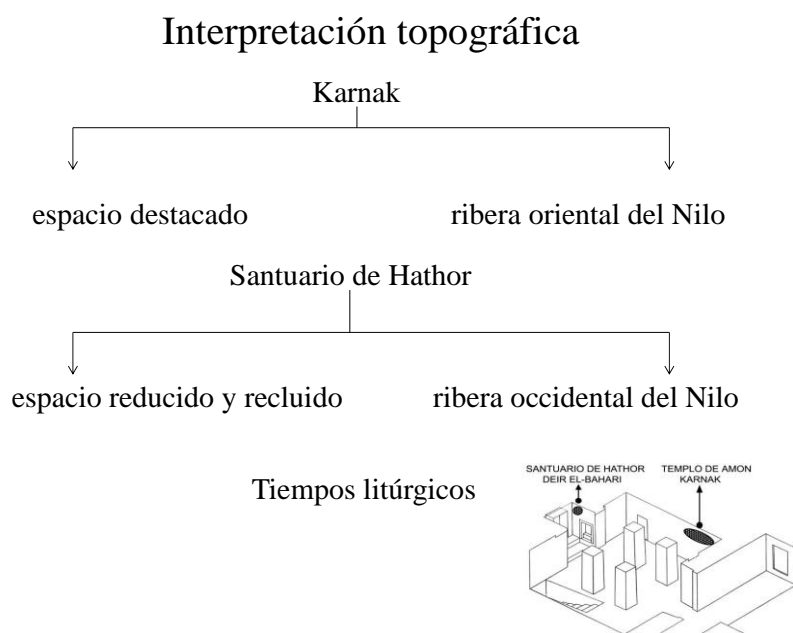 Interpretación topográfica
Karnak
espacio destacado
ribera oriental del Nilo
Santuario de Hathor
espacio reducido y recluido
ribera occidental del Nilo
Tiempos litúrgicos
SANTUARIO DE HATHOR
DEIR EL-BAHARI
TEMPLO DE AMON
KARNAK